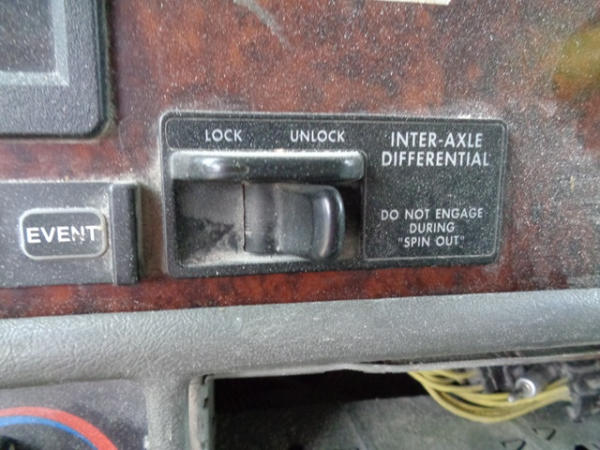 LOCK UNLOCK
INTER-AXLE
DIFFERENTIAL
DO NOT ENGAGE
DURING
"SPIN OUT"
EVENT